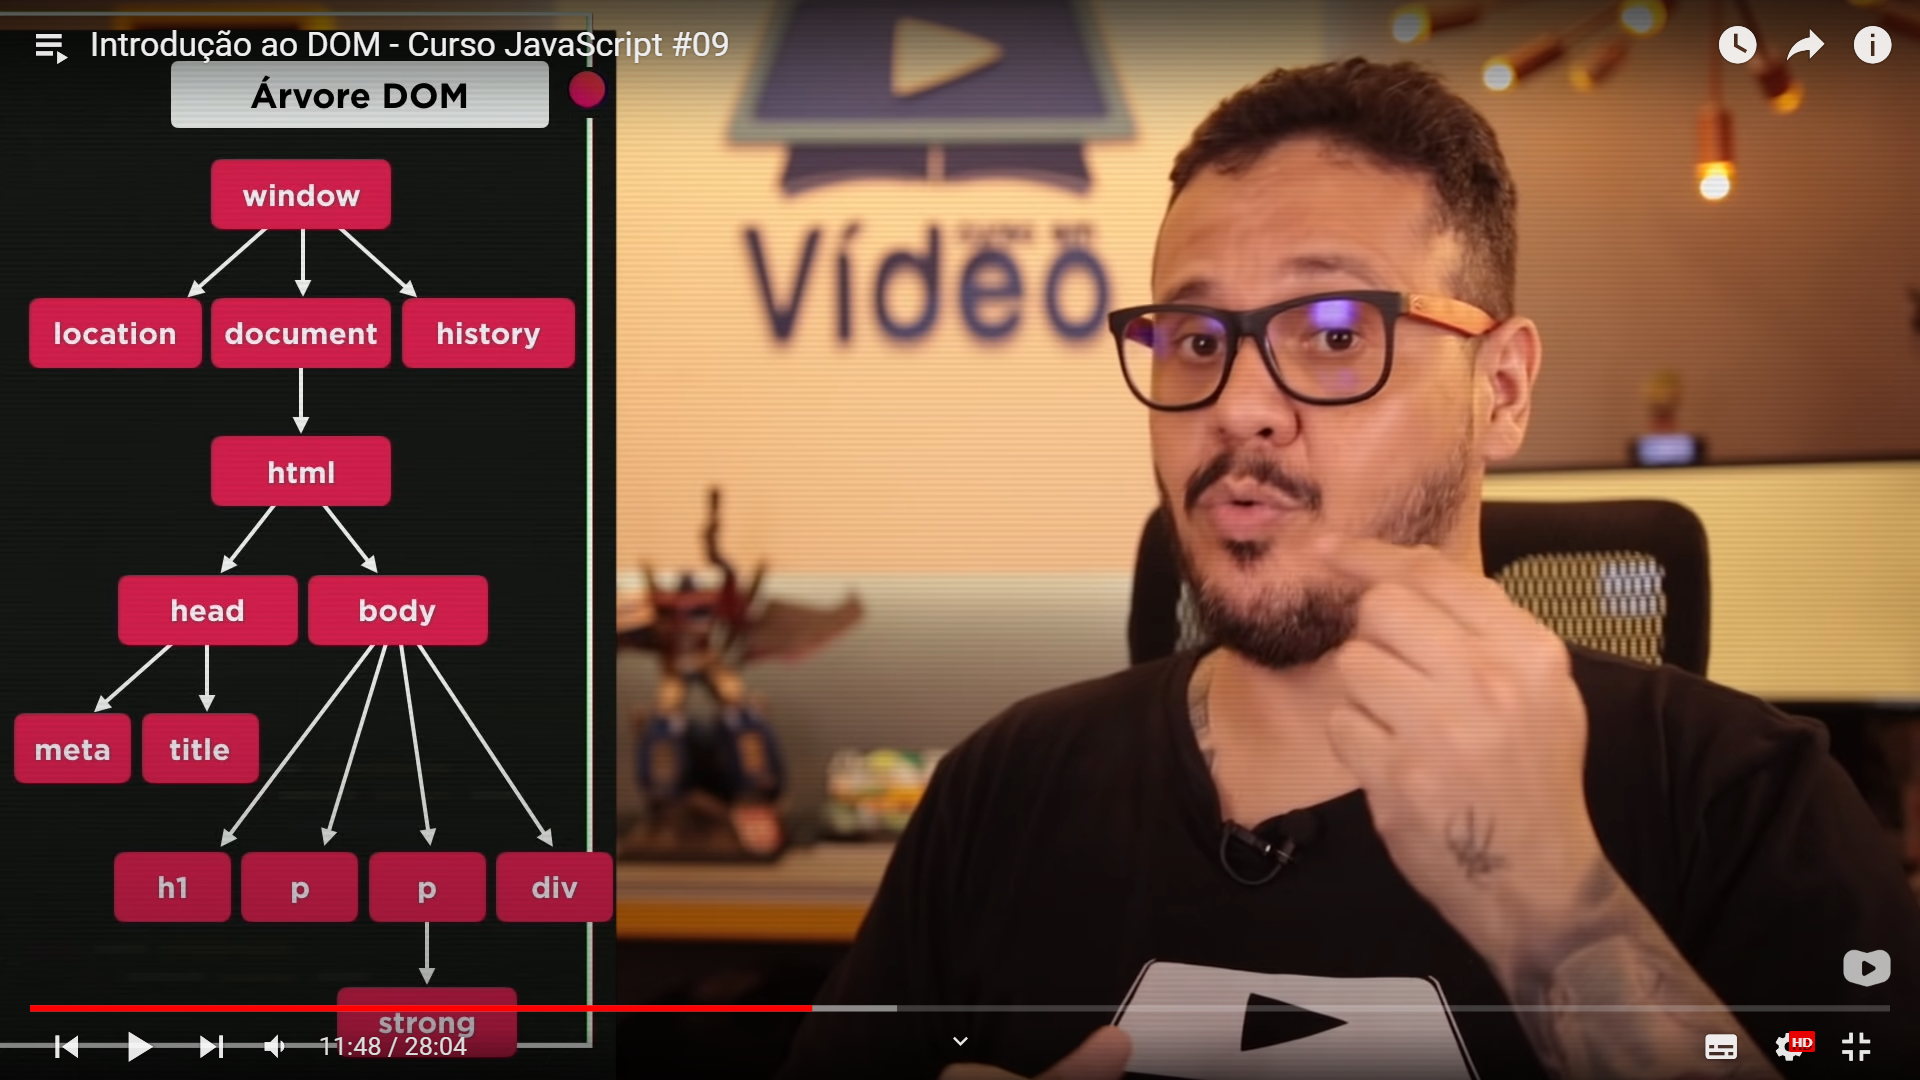 Introdução ao DOM - Curso JavaScript #09
Árvore DOM
window
location document history
html
head body
meta title
h1 p p div
strong
Vídeo
11:48 / 28:04
HD